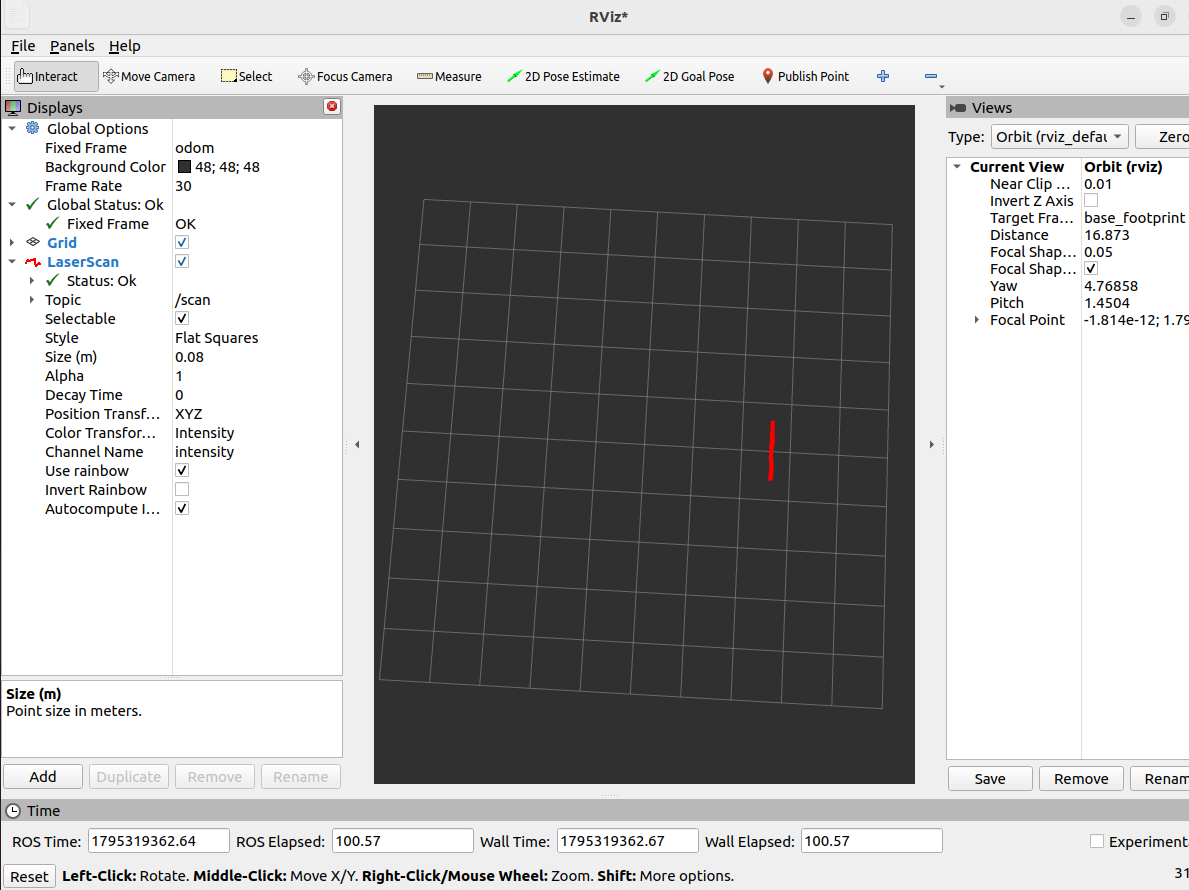 RViz*
File Panels Help
Interact Move Camera Select Focus Camera Measure 2D Pose Estimate 2D Goal Pose Publish Point
Displays
Global Options
Fixed Frame odom
Background Color 48; 48; 48
Frame Rate 30
Global Status: Ok
Fixed Frame OK
Grid
LaserScan
Status: Ok
Topic /scan
Selectable
Style Flat Squares
Size (m) 0.08
Alpha 1
Decay Time 0
Position Transf... XYZ
Color Transfor... Intensity
Channel Name intensity
Use rainbow
Invert Rainbow
Autocompute I...
Size (m)
Point size in meters.
Add Duplicate Remove Rename
Views
Type: Orbit (rviz_defau Zero
Current View Orbit (rviz)
Near Clip ... 0.01
Invert Z Axis
Target Fra... base_footprint
Distance 16.873
Focal Shap... 0.05
Focal Shap...
Yaw 4.76858
Pitch 1.4504
Focal Point -1.814e-12; 1.79
Save Remove Renam
Time
ROS Time: 1795319362.64 ROS Elapsed: 100.57 Wall Time: 1795319362.67 Wall Elapsed: 100.57 Experiment
Reset Left-Click: Rotate. Middle-Click: Move X/Y. Right-Click/Mouse Wheel: Zoom. Shift: More options. 31